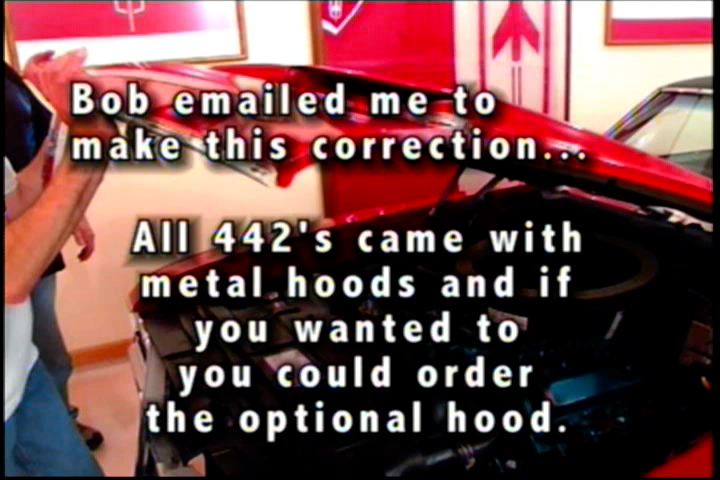 Bob emailed me to
make this correction...
All 442's came with
metal hoods and if
you wanted to
you could order
the optional hood.